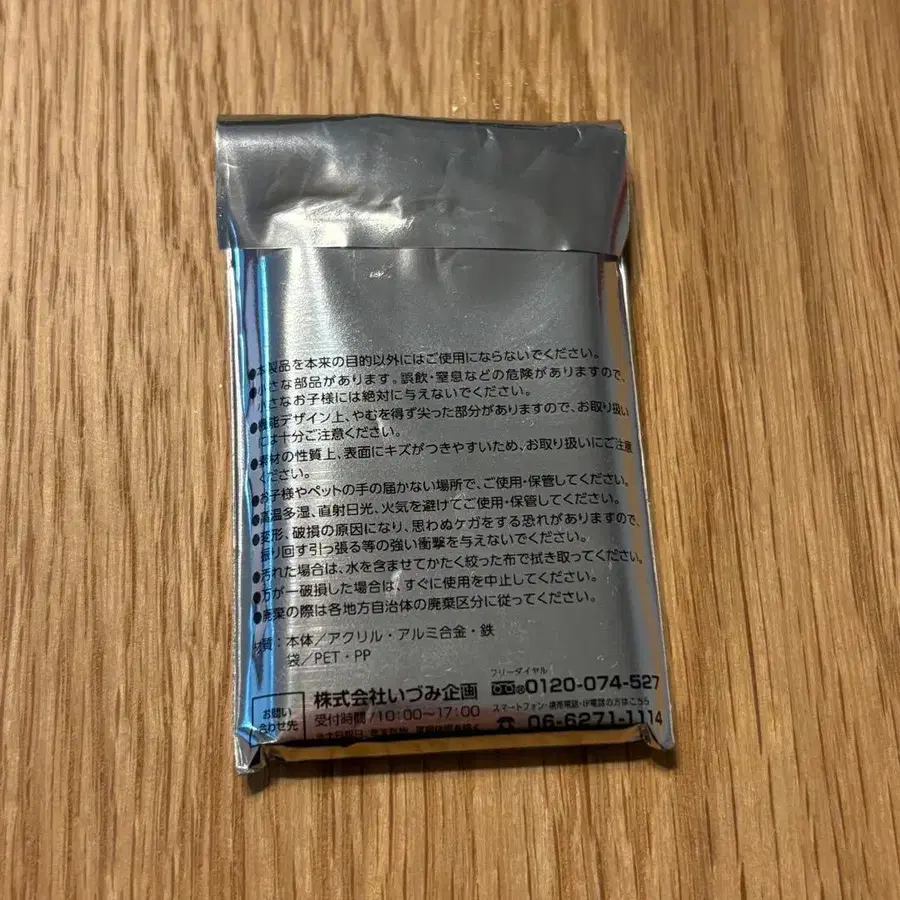 ●本製品を本来の目的以外にはご使用にならないでください。
●小さな部品があります。誤飲・窒息などの危険がありますので、
小さなお子様には絶対に与えないでください。
●機能デザイン上、やむを得ず尖った部分がありますので、お取り扱い
には十分ご注意ください。
●素材の性質上、表面にキズがつきやすいため、お取り扱いにご注意
ください。
●お子様やペットの手の届かない場所で、ご使用・保管してください。
●高温多湿、直射日光、火気を避けてご使用・保管してください。
●変形、破損の原因になり、思わぬケガをする恐れがありますので、
振り回す引っ張る等の強い衝撃を与えないでください。
●汚れた場合は、水を含ませてかたく絞った布で拭き取ってください。
●万が一破損した場合は、すぐに使用を中止してください。
●廃棄の際は各地方自治体の廃棄区分に従ってください。
材質:本体/アクリル・アルミ合金・鉄
袋/PET・PP
お問い
合わせ先
株式会社いづみ企画
受付時間/10:00〜17:00
フリーダイヤル
0120-074-527
スマートフォン・携帯電話・IP電話の方はこちら
06-6271-1114